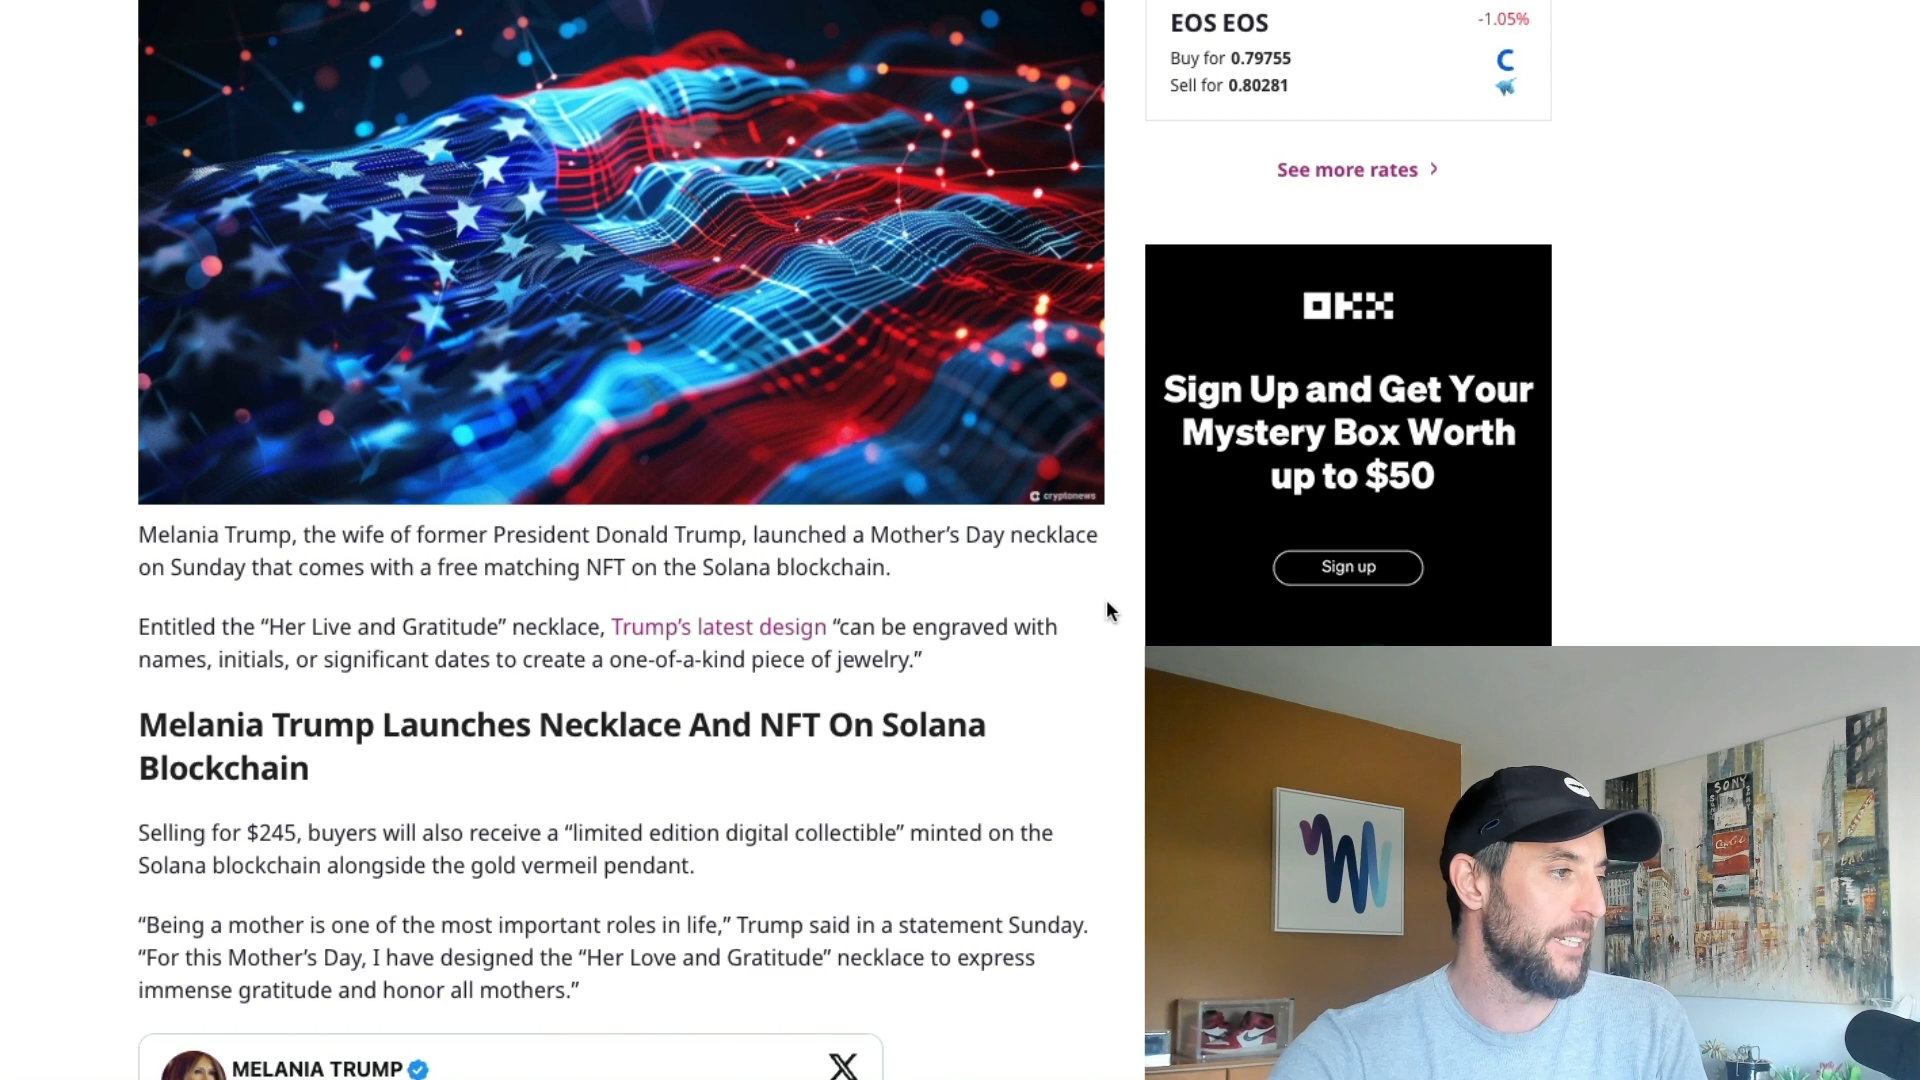 EOS EOS
-1.05%
Buy for 0.79755
Sell for 0.80281
See more rates
OKX
Sign Up and Get Your
Mystery Box Worth
up to $50
Sign up
cryptonews
Melania Trump, the wife of former President Donald Trump, launched a Mother’s Day necklace
on Sunday that comes with a free matching NFT on the Solana blockchain.
Entitled the “Her Live and Gratitude” necklace, Trump’s latest design “can be engraved with
names, initials, or significant dates to create a one-of-a-kind piece of jewelry.”
Melania Trump Launches Necklace And NFT On Solana
Blockchain
Selling for $245, buyers will also receive a “limited edition digital collectible” minted on the
Solana blockchain alongside the gold vermeil pendant.
“Being a mother is one of the most important roles in life,” Trump said in a statement Sunday.
“For this Mother’s Day, I have designed the “Her Love and Gratitude” necklace to express
immense gratitude and honor all mothers.”
MELANIA TRUMP
SONY
Coca-Cola